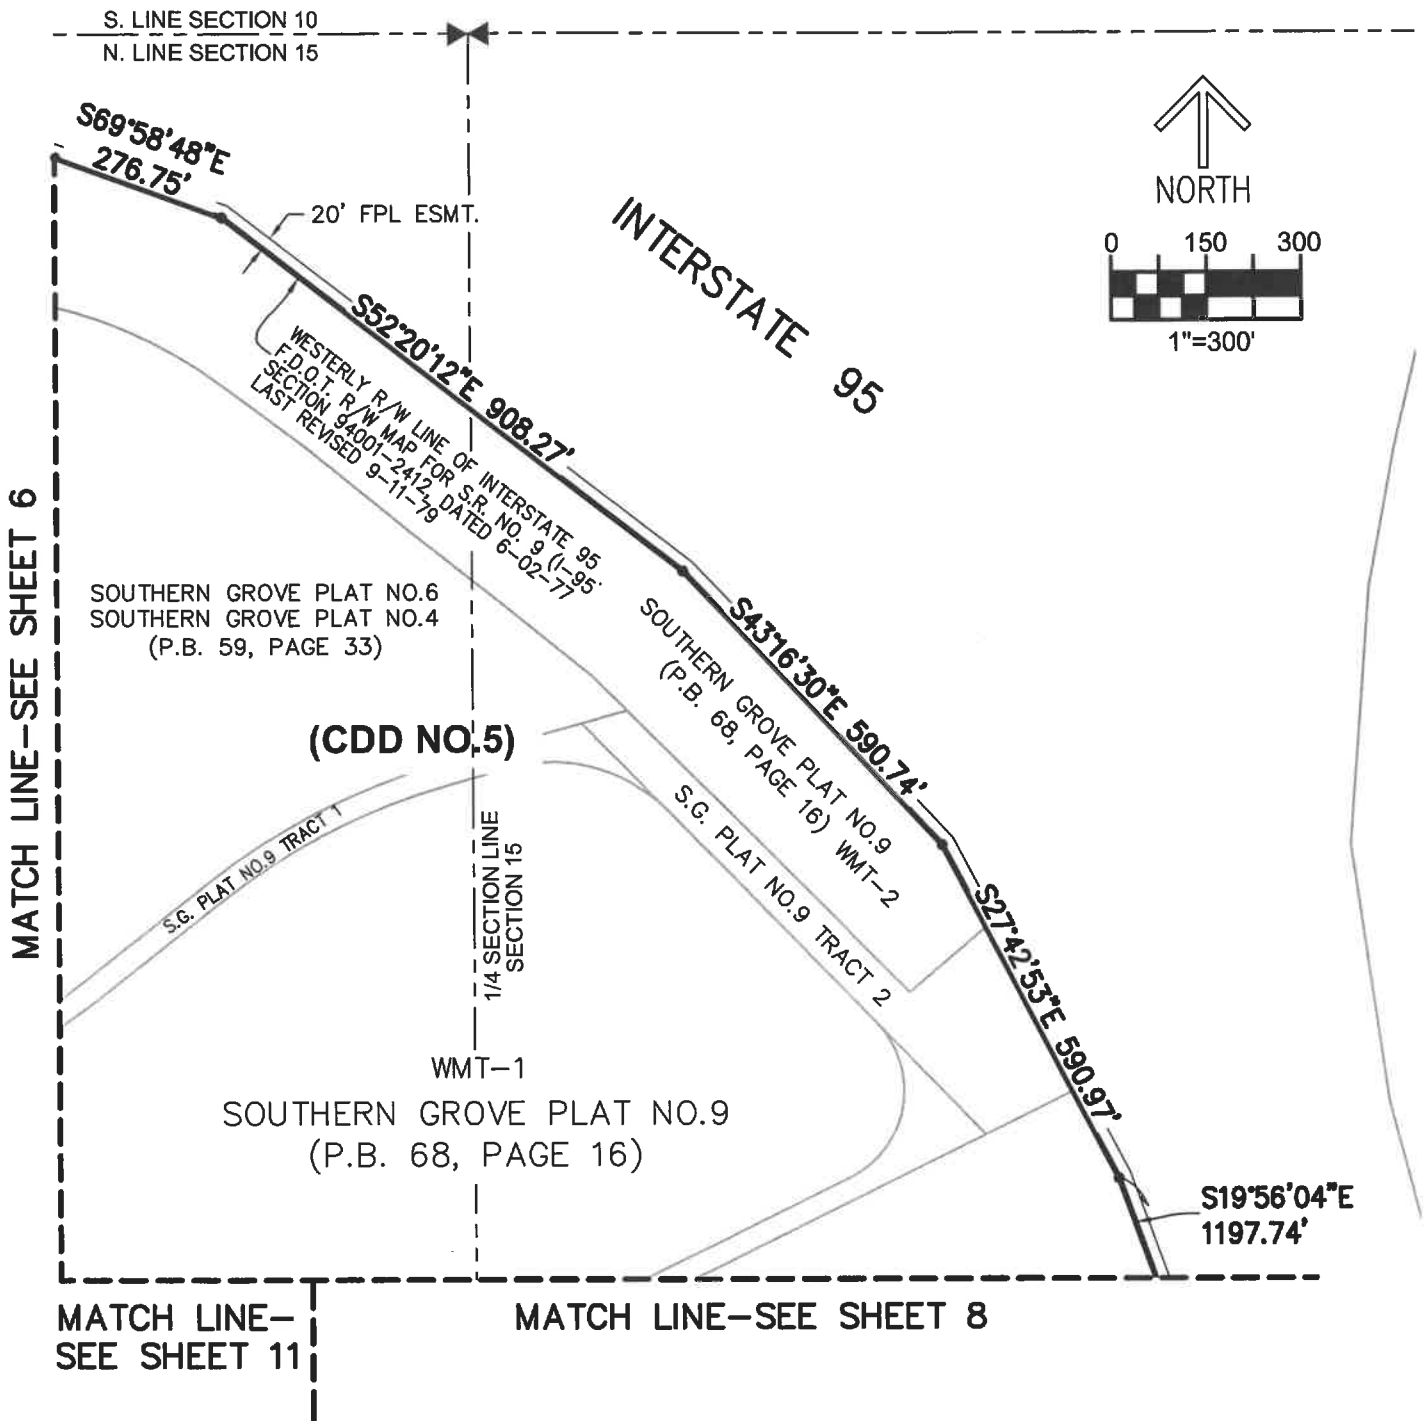 S. LINE SECTION 10
N. LINE SECTION 15
S69°58'48"E
276.75'
20' FPL ESMT.
INTERSTATE 95
NORTH
0 150 300
1"=300'
S52°20'12"E 908.27'
WESTERLY R/W LINE OF INTERSTATE 95
F.D.O.T. R/W MAP FOR S.R. NO. 9 (I-95
SECTION 94001-2412, DATED 6-02-77
LAST REVISED 9-11-79
MATCH LINE-SEE SHEET 6
SOUTHERN GROVE PLAT NO.6
SOUTHERN GROVE PLAT NO.4
(P.B. 59, PAGE 33)
S43°16'30"E 590.74'
SOUTHERN GROVE PLAT NO.9
(P.B. 68, PAGE 16) WMT-2
(CDD NO.5)
S.G. PLAT NO.9 TRACT 1
S.G. PLAT NO.9 TRACT 2
1/4 SECTION LINE
SECTION 15
S27°42'53"E 590.97'
WMT-1
SOUTHERN GROVE PLAT NO.9
(P.B. 68, PAGE 16)
S19°56'04"E
1197.74'
MATCH LINE-
SEE SHEET 11
MATCH LINE-SEE SHEET 8